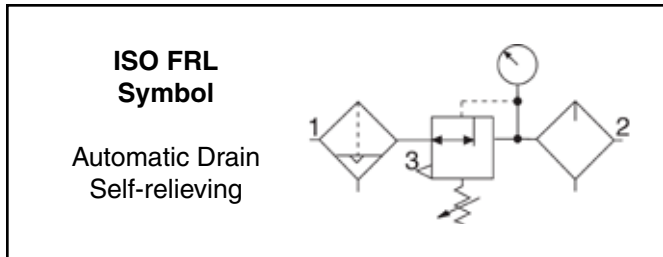 ISO FRL
Symbol
Automatic Drain
Self-relieving
1
3
2